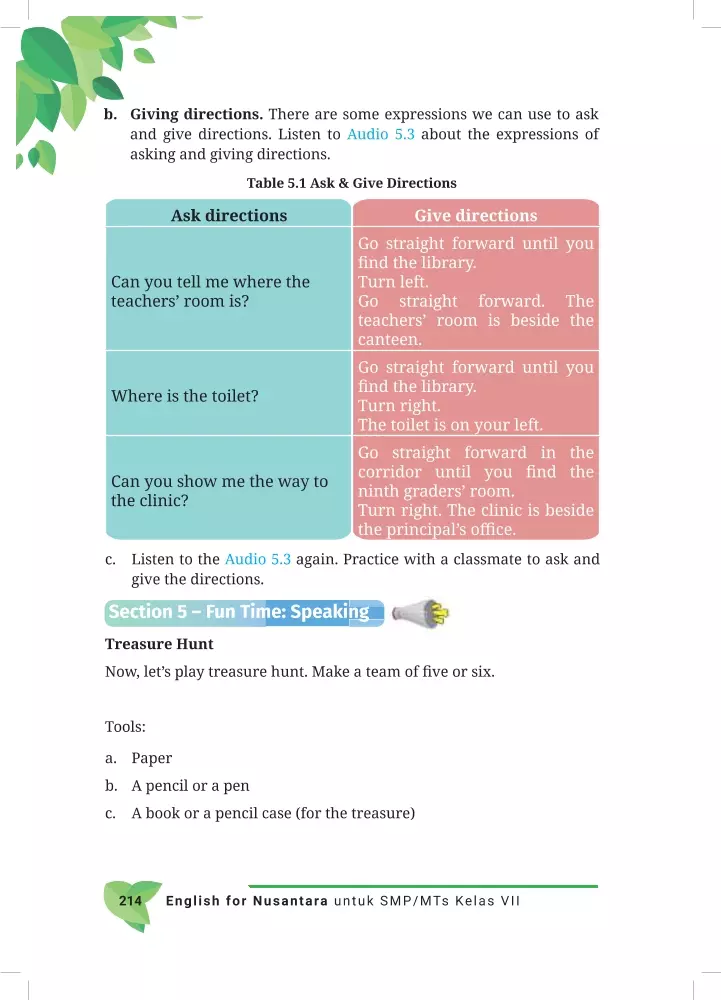 b. Giving directions. There are some expressions we can use to ask
and give directions. Listen to Audio 5.3 about the expressions of
asking and giving directions.
Table 5.1 Ask & Give Directions
Ask directions
Give directions
Can you tell me where the
teachers’ room is?
Go straight forward until you
find the library.
Turn left.
Go straight forward. The
teachers’ room is beside the
canteen.
Where is the toilet?
Go straight forward until you
find the library.
Turn right.
The toilet is on your left.
Can you show me the way to
the clinic?
Go straight forward in the
corridor until you find the
ninth graders’ room.
Turn right. The clinic is beside
the principal’s office.
c. Listen to the Audio 5.3 again. Practice with a classmate to ask and
give the directions.
Section 5 – Fun Time: Speaking
Treasure Hunt
Now, let’s play treasure hunt. Make a team of five or six.
Tools:
a. Paper
b. A pencil or a pen
c. A book or a pencil case (for the treasure)
214 English for Nusantara untuk SMP/MTs Kelas VII